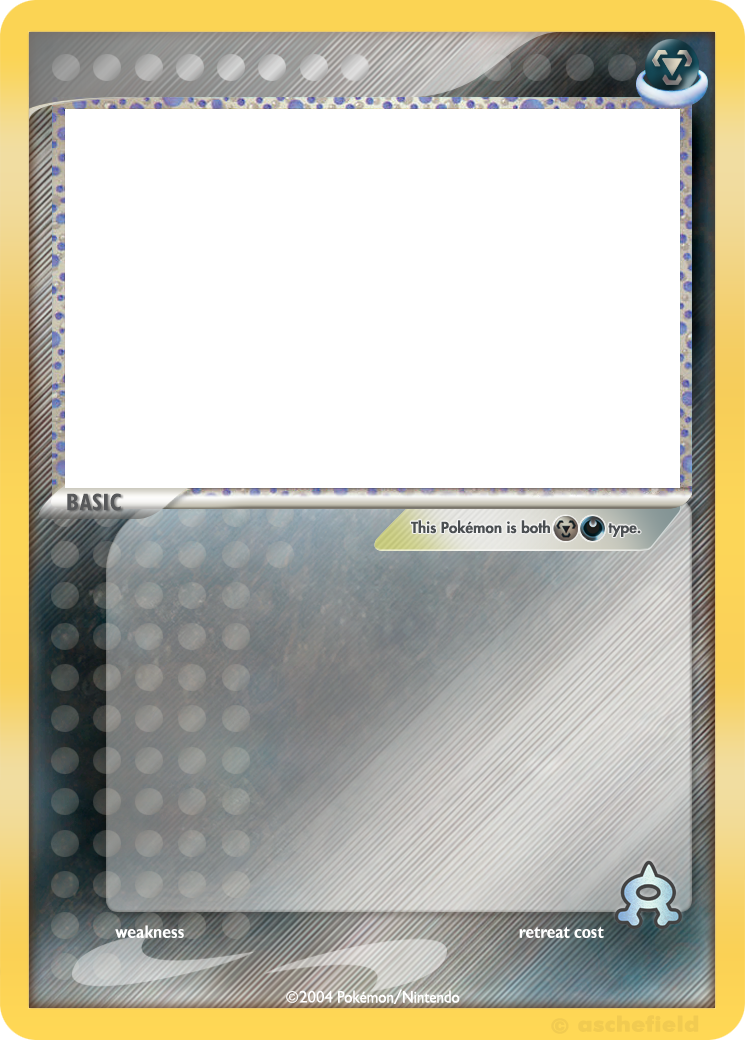 BASIC
This Pokémon is both type.
weakness
retreat cost
©2004 Pokémon/Nintendo
© aschefield